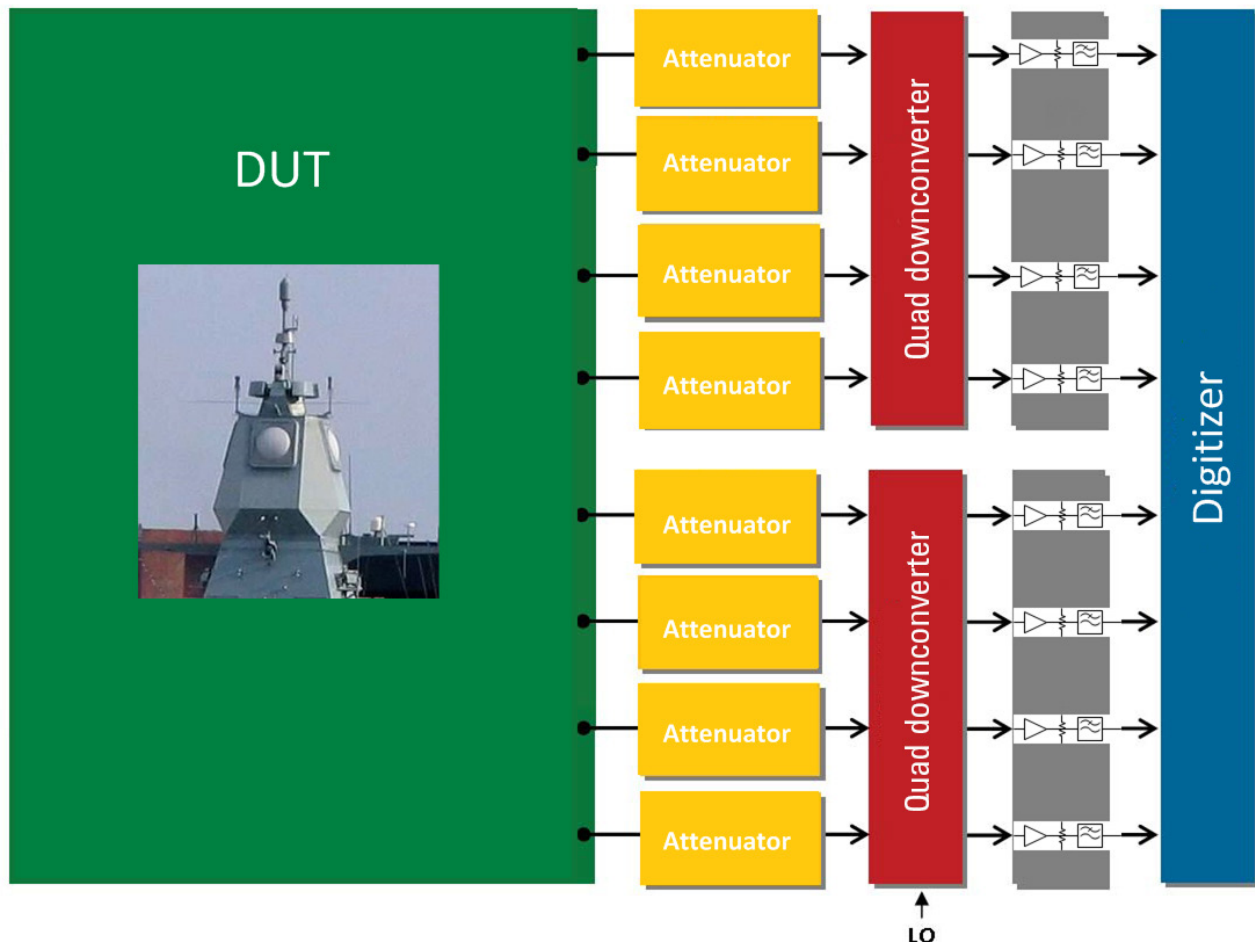 DUT
Attenuator
Attenuator
Attenuator
Attenuator
Quad downconverter
Attenuator
Attenuator
Attenuator
Attenuator
Quad downconverter
Digitizer
LO